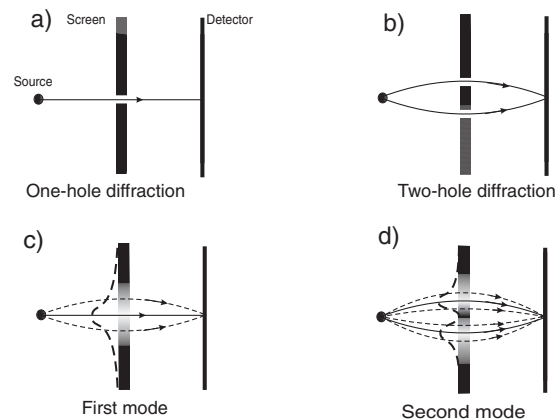 a)
Screen
Detector
Source
One-hole diffraction
b)
Two-hole diffraction
c)
First mode
d)
Second mode